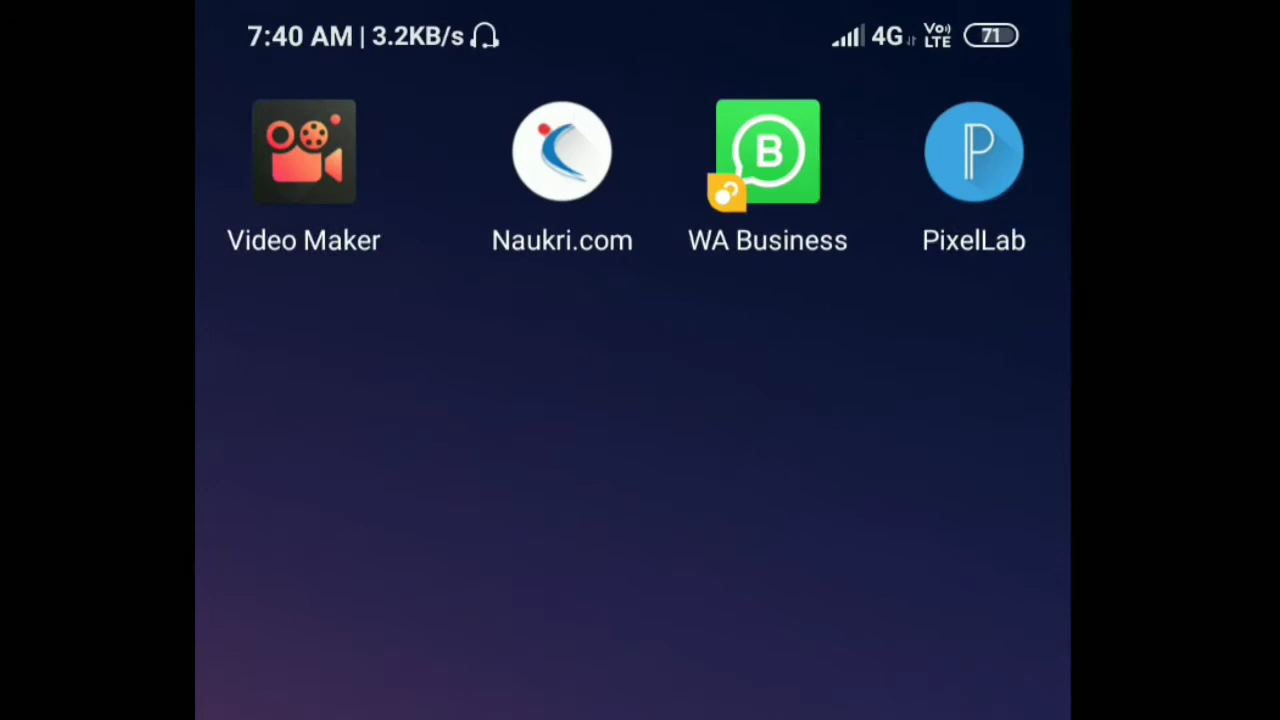 7:40 AM | 3.2KB/s 4G Vo) LTE 71
B P
Video Maker Naukri.com WA Business PixelLab